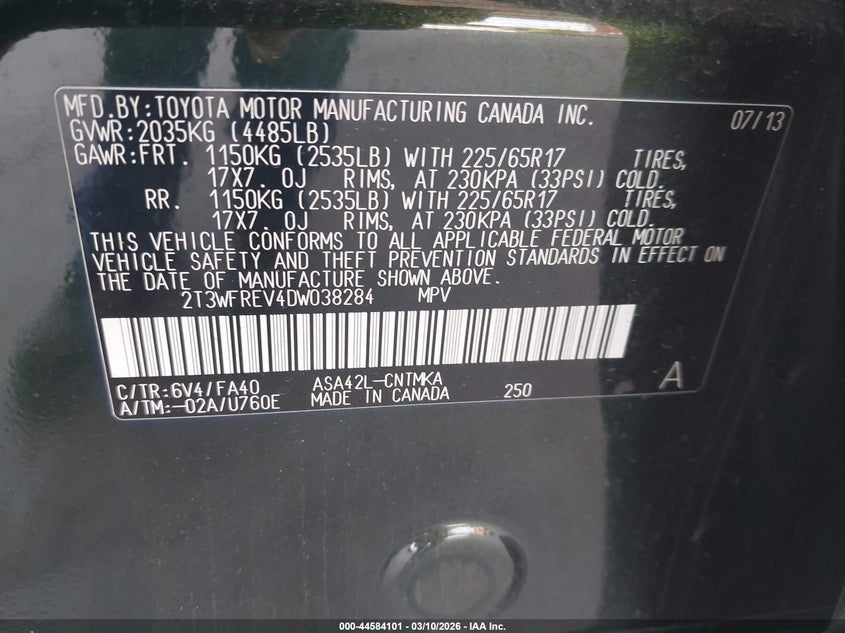 MFD.BY:TOYOTA MOTOR MANUFACTURING CANADA INC. 07/13
GVWR:2035KG (4485LB)
GAWR:FRT. 1150KG (2535LB) WITH 225/65R17 TIRES,
17X7.0J RIMS, AT 230KPA (33PSI) COLD.
RR. 1150KG (2535LB) WITH 225/65R17 TIRES,
17X7.0J RIMS, AT 230KPA (33PSI) COLD.
THIS VEHICLE CONFORMS TO ALL APPLICABLE FEDERAL MOTOR
VEHICLE SAFETY AND THEFT PREVENTION STANDARDS IN EFFECT ON
THE DATE OF MANUFACTURE SHOWN ABOVE.
2T3WFREV4DW038284 MPV
C/TR:6V4/FA40 ASA42L-CNTMKA A
A/TM:-02A/U760E MADE IN CANADA 250
000-44584101 - 03/10/2026 - IAA Inc.